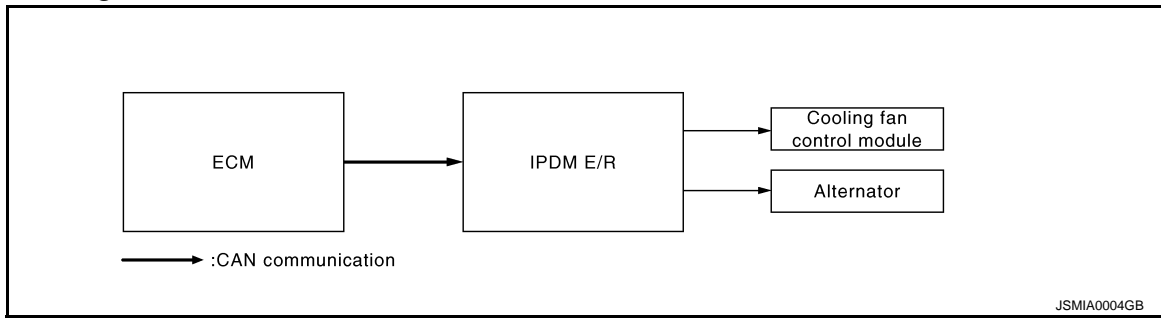 ECM
IPDM E/R
Cooling fan
control module
Alternator
:CAN communication
JSMIA0004GB